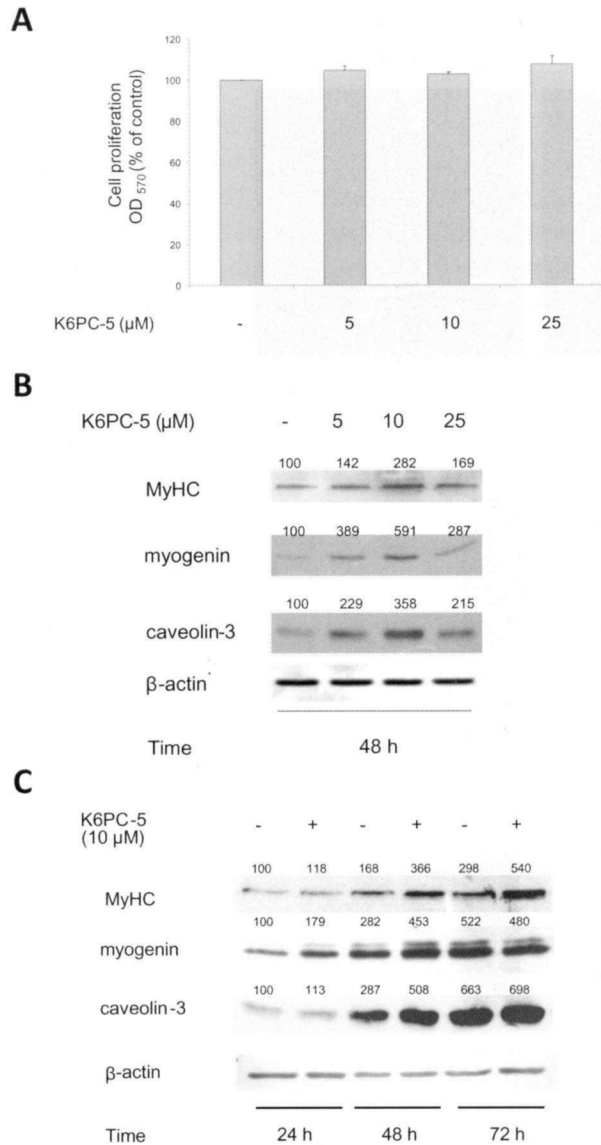 A
120
100
80
60
40
20
0
Cell proliferation
OD 570 (% of control)
K6PC-5 (μM) - 5 10 25
B
K6PC-5 (μM) - 5 10 25
100 142 282 169
MyHC
100 389 591 287
myogenin
100 229 358 215
caveolin-3
β-actin
Time 48 h
C
K6PC-5
(10 μM) - + - + - +
100 118 168 366 298 540
MyHC
100 179 282 453 522 480
myogenin
100 113 287 508 663 698
caveolin-3
β-actin
Time 24 h 48 h 72 h